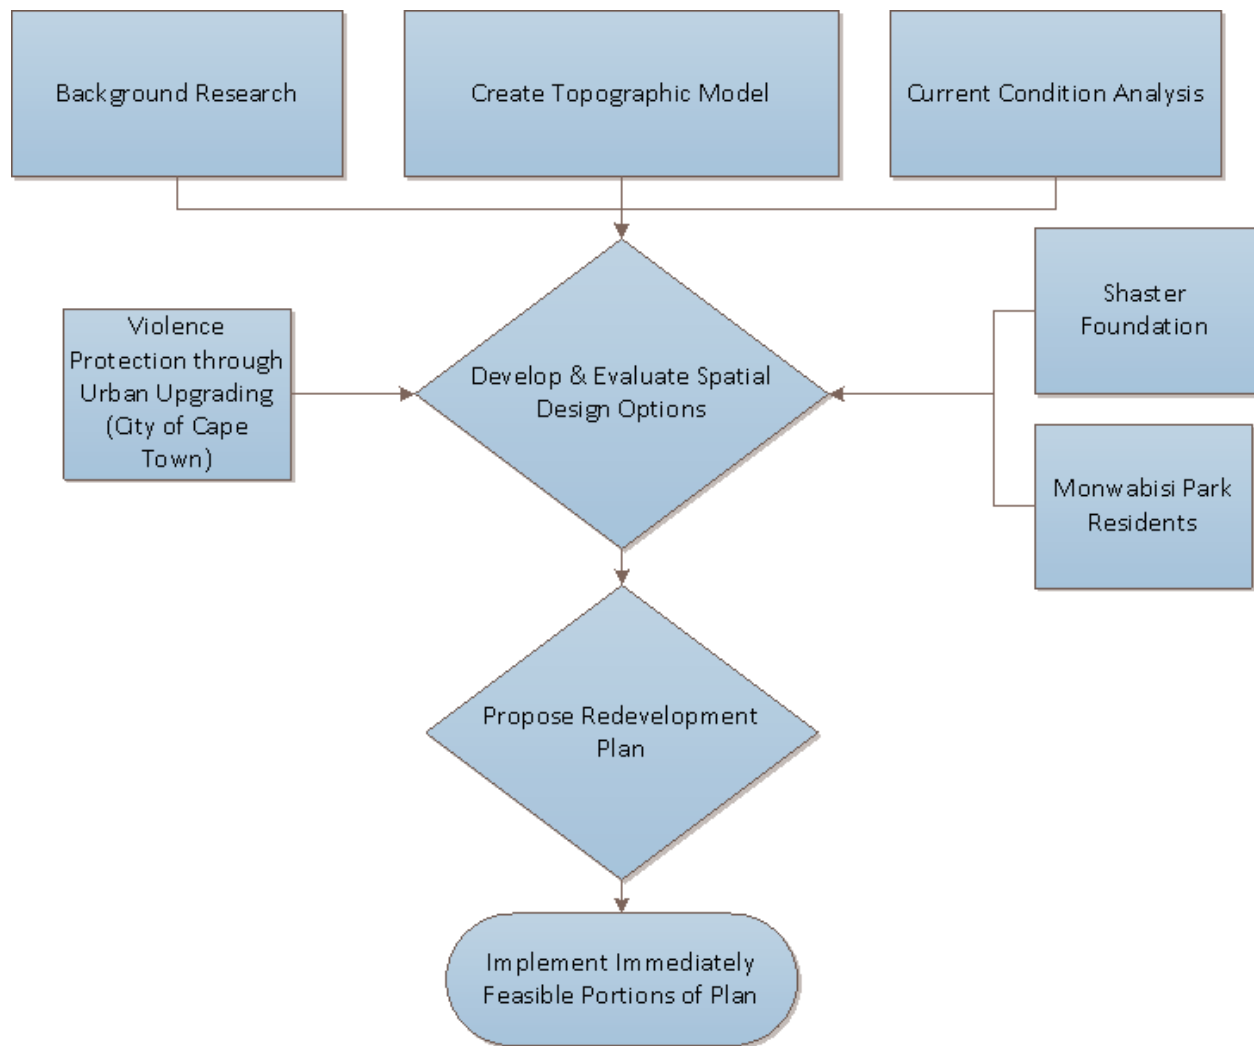 Background Research
Create Topographic Model
Current Condition Analysis
Shaster
Foundation
Violence
Protection through
Urban Upgrading
(City of Cape
Town)
Develop & Evaluate Spatial
Design Options
Monwabisi Park
Residents
Propose Redevelopment
Plan
Implement Immediately
Feasible Portions of Plan